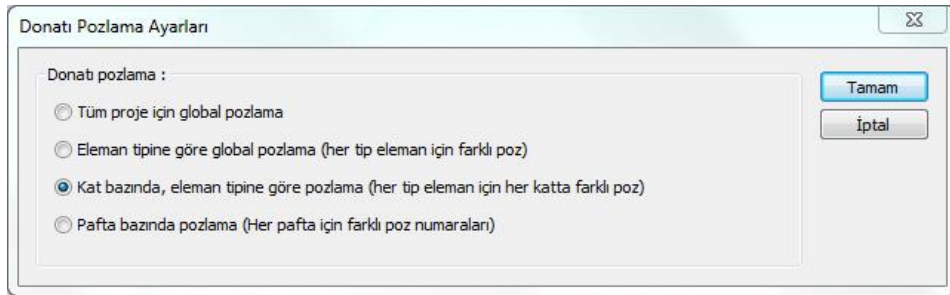 Donatı Pozlama Ayarları
Donatı pozlama :
Tüm proje için global pozlama
Eleman tipine göre global pozlama (her tip eleman için farklı poz)
Kat bazında, eleman tipine göre pozlama (her tip eleman için her katta farklı poz)
Pafta bazında pozlama (Her pafta için farklı poz numaraları)
Tamam
İptal